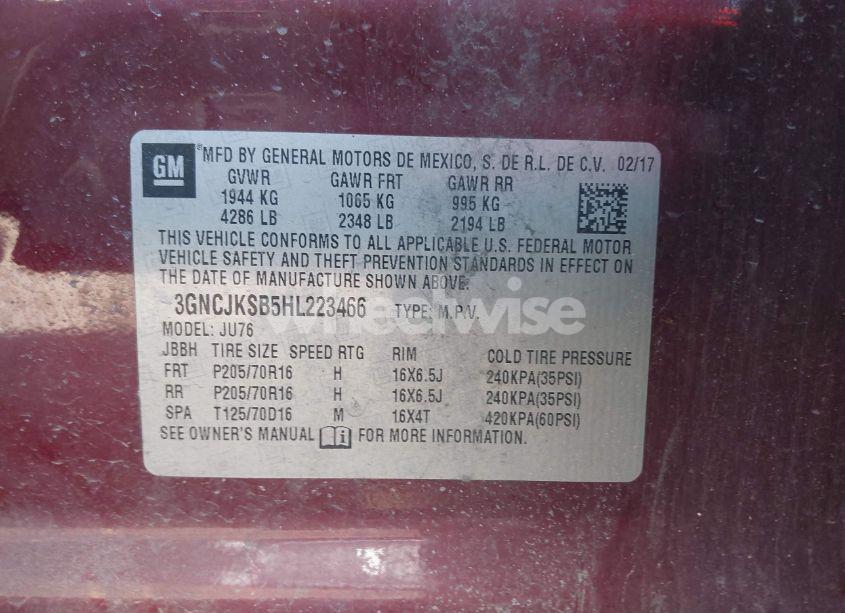 GM
® MFD BY GENERAL MOTORS DE MEXICO, S. DE R.L. DE C.V. 02/17
GVWR GAWR FRT GAWR RR
1944 KG 1065 KG 995 KG
4286 LB 2348 LB 2194 LB
THIS VEHICLE CONFORMS TO ALL APPLICABLE U.S. FEDERAL MOTOR
VEHICLE SAFETY AND THEFT PREVENTION STANDARDS IN EFFECT ON
THE DATE OF MANUFACTURE SHOWN ABOVE.
3GNCJKSB5HL223466 TYPE: M.P.V.
wheelwise
MODEL: JU76
JBBH TIRE SIZE SPEED RTG RIM COLD TIRE PRESSURE
FRT P205/70R16 H 16X6.5J 240KPA(35PSI)
RR P205/70R16 H 16X6.5J 240KPA(35PSI)
SPA T125/70D16 M 16X4T 420KPA(60PSI)
SEE OWNER'S MANUAL FOR MORE INFORMATION.